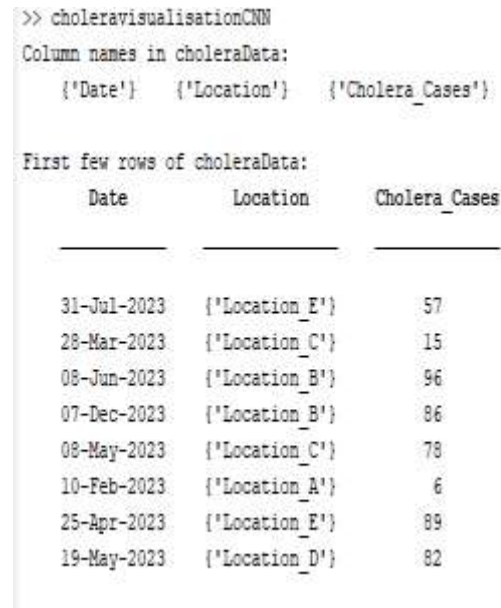 >> choleravisualisationCNN
Column names in choleraData:
{'Date'} {'Location'} {'Cholera_Cases'}
First few rows of choleraData:
Date Location Cholera_Cases
31-Jul-2023 {'Location_E'} 57
28-Mar-2023 {'Location_C'} 15
08-Jun-2023 {'Location_B'} 96
07-Dec-2023 {'Location_B'} 86
08-May-2023 {'Location_C'} 78
10-Feb-2023 {'Location_A'} 6
25-Apr-2023 {'Location_E'} 89
19-May-2023 {'Location_D'} 82